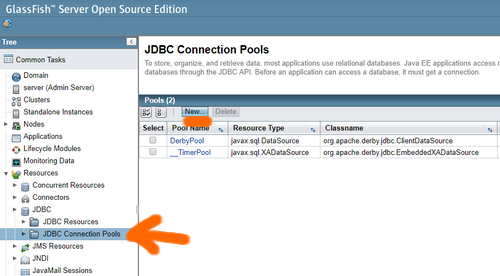 GlassFish™ Server Open Source Edition
Tree
Common Tasks
Domain
server (Admin Server)
Clusters
Standalone Instances
Nodes
Applications
Lifecycle Modules
Monitoring Data
Resources
Concurrent Resources
Connectors
JDBC
JDBC Resources
JDBC Connection Pools
JMS Resources
JNDI
JavaMail Sessions
JDBC Connection Pools
To store, organize, and retrieve data, most applications use relational databases. Java EE applications access r
databases through the JDBC API. Before an application can access a database, it must get a connection.
Pools (2)
New... Delete
Select Pool Name Resource Type Classname
DerbyPool javax.sql.DataSource org.apache.derby.jdbc.ClientDataSource
__TimerPool javax.sql.XADataSource org.apache.derby.jdbc.EmbeddedXADataSource